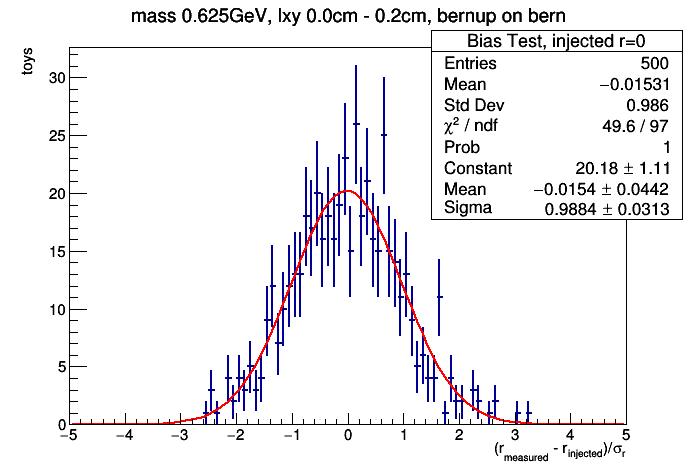 mass 0.625GeV, lxy 0.0cm - 0.2cm, bernup on bern
toys
Bias Test, injected r=0
Entries 500
Mean −0.01531
Std Dev 0.986
χ² / ndf 49.6 / 97
Prob 1
Constant 20.18 ± 1.11
Mean −0.0154 ± 0.0442
Sigma 0.9884 ± 0.0313
30
25
20
15
10
5
0
−5 −4 −3 −2 −1 0 1 2 3 4 5
(r_measured - r_injected)/σ_r